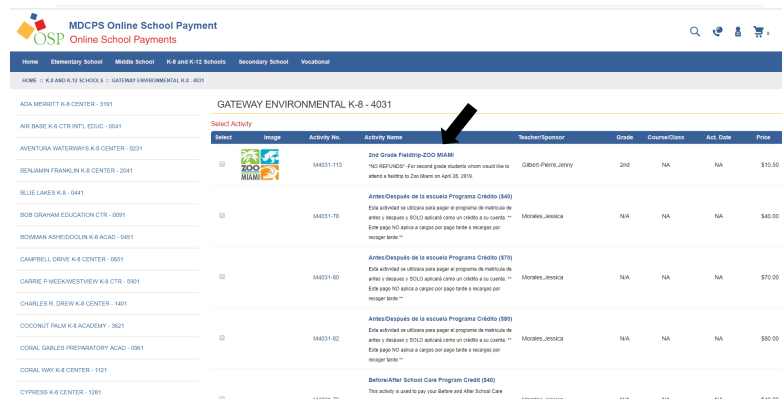 MDCPS Online School Payment
OSP Online School Payments
Home Elementary School Middle School K-8 and K-12 Schools Secondary School Vocational
HOME :: K-8 AND K-12 SCHOOLS :: GATEWAY ENVIRONMENTAL K-8 - 4031
ADA MERRITT K-8 CENTER - 3191
AIR BASE K-8 CTR INT'L EDUC - 0041
AVENTURA WATERWAYS K-8 CENTER - 0231
BENJAMIN FRANKLIN K-8 CENTER - 2041
BLUE LAKES K-8 - 0441
BOB GRAHAM EDUCATION CTR - 0091
BOWMAN ASHE/DOOLIN K-8 ACAD - 0451
CAMPBELL DRIVE K-8 CENTER - 0651
CARRIE P MEEK/WESTVIEW K-8 CTR - 5901
CHARLES R. DREW K-8 CENTER - 1401
COCONUT PALM K-8 ACADEMY - 3621
CORAL GABLES PREPARATORY ACAD - 0961
CORAL WAY K-8 CENTER - 1121
CYPRESS K-8 CENTER - 1281
GATEWAY ENVIRONMENTAL K-8 - 4031
Select Activity
Select Image Activity No. Activity Name Teacher/Sponsor Grade Course/Class Act. Date Price
ZOO MIAMI
M4031-113
2nd Grade Fieldtrip-ZOO MIAMI
*NO REFUNDS* -For second grade students whom would like to
attend a fieldtrip to Zoo Miami on April 26, 2019.
Gilbert-Pierre,Jenny 2nd NA NA $10.50
M4031-78
Antes/Después de la escuela Programa Crédito ($40)
Esta actividad se utilizara para pagar el programa de matricula de
antes y despues y SOLO aplicará como un crédito a su cuenta. **
Este pago NO aplica a cargos por pago tarde o recargos por
recoger tarde.**
Morales,Jessica N/A NA NA $40.00
M4031-80
Antes/Después de la escuela Programa Crédito ($70)
Esta actividad se utilizara para pagar el programa de matricula de
antes y despues y SOLO aplicará como un crédito a su cuenta. **
Este pago NO aplica a cargos por pago tarde o recargos por
recoger tarde.**
Morales,Jessica N/A NA NA $70.00
M4031-82
Antes/Después de la escuela Programa Crédito ($80)
Esta actividad se utilizara para pagar el programa de matricula de
antes y despues y SOLO aplicará como un crédito a su cuenta. **
Este pago NO aplica a cargos por pago tarde o recargos por
recoger tarde.**
Morales,Jessica N/A NA NA $80.00
Before/After School Care Program Credit ($40)
This activity is used to pay your Before and After School Care